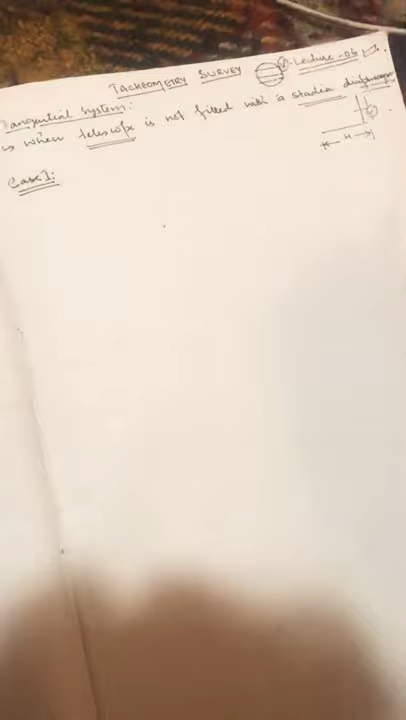 TACHEOMETRY SURVEY Lecture-06
Tangential System:
when telescope is not fitted with a stadia diaphragm.
H
Case I: